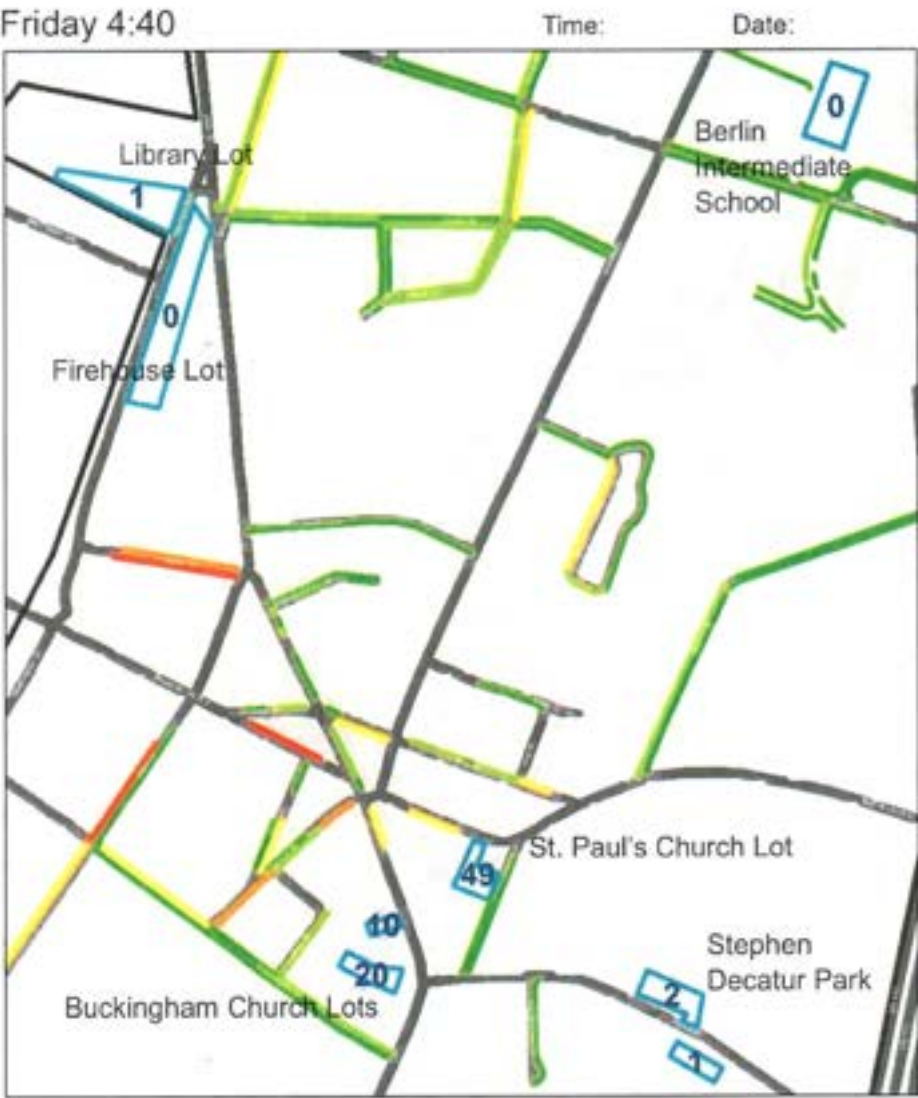 Friday 4:40
Time:
Date:
0
Berlin
Intermediate
School
Library Lot
1
0
Firehouse Lot
St. Paul's Church Lot
49
10
20
Buckingham Church Lots
Stephen
Decatur Park
2